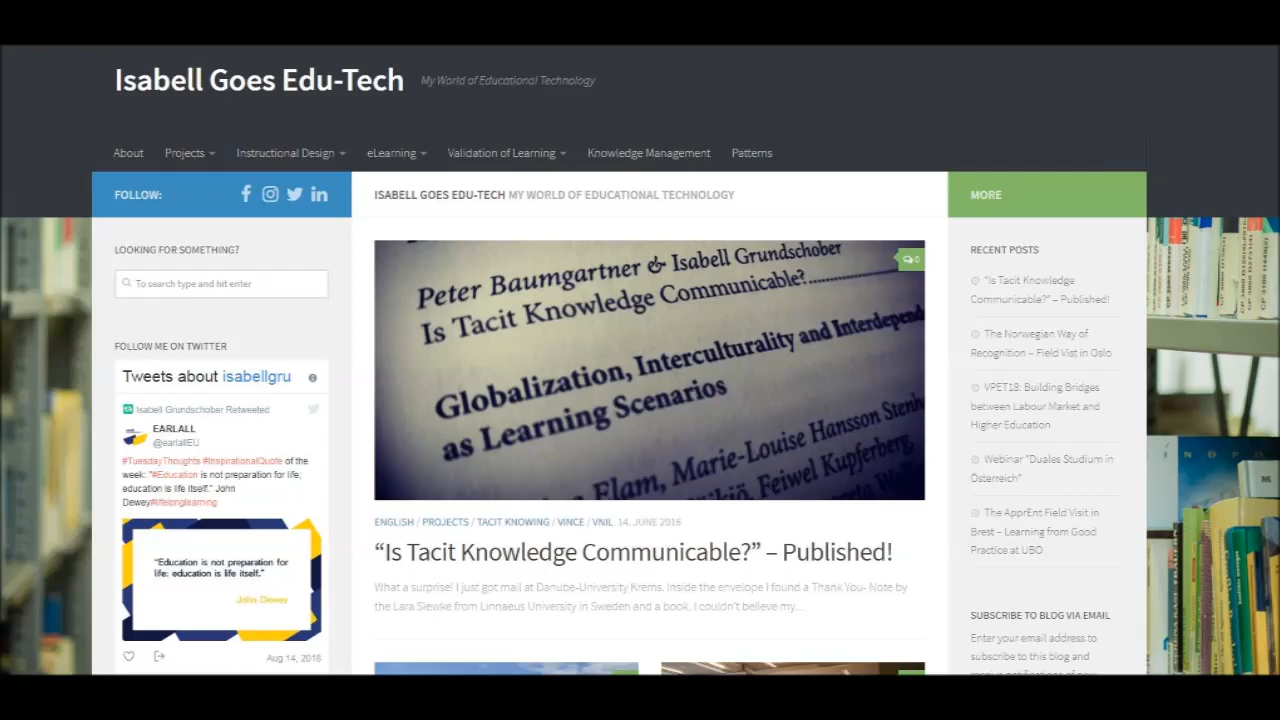 Isabell Goes Edu-Tech
My World of Educational Technology
About
Projects
Instructional Design
eLearning
Validation of Learning
Knowledge Management
Patterns
FOLLOW:
LOOKING FOR SOMETHING?
To search type and hit enter
FOLLOW ME ON TWITTER
Tweets about isabellgru
Isabell Grundschober Retweeted
EARLALL
@earlallEU
#TuesdayThoughts #InspirationalQuote of the
week: "#Education is not preparation for life;
education is life itself." John
Dewey#lifelonglearning
"Education is not preparation for
life; education is life itself."
John Dewey
Aug 14, 2018
ISABELL GOES EDU-TECH MY WORLD OF EDUCATIONAL TECHNOLOGY
0
Peter Baumgartner & Isabell Grundschober
Is Tacit Knowledge Communicable?
Globalization, Interculturality and Interdepend
as Learning Scenarios
Elam, Marie-Louise Hansson Stenh
Feiwel Kupferberg,
ENGLISH / PROJECTS / TACIT KNOWING / VINCE / VNIL 14. JUNE 2018
“Is Tacit Knowledge Communicable?” – Published!
What a surprise! I just got mail at Danube-University Krems. Inside the envelope I found a Thank You- Note by
the Lara Siewke from Linnaeus University in Sweden and a book. I couldn’t believe my...
MORE
RECENT POSTS
“Is Tacit Knowledge
Communicable?” – Published!
The Norwegian Way of
Recognition – Field Vist in Oslo
VPET18: Building Bridges
between Labour Market and
Higher Education
Webinar “Duales Studium in
Österreich”
The ApprEnt Field Visit in
Brest – Learning from Good
Practice at UBO
SUBSCRIBE TO BLOG VIA EMAIL
Enter your email address to
subscribe to this blog and
receive notifications of new